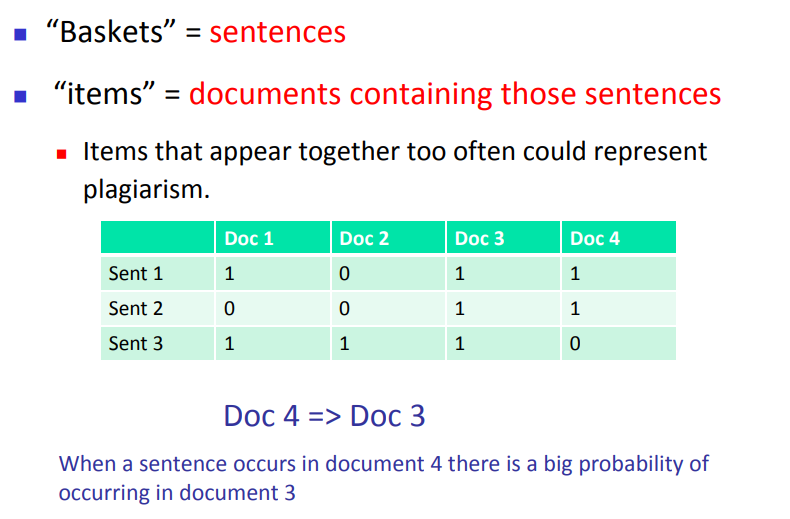 “Baskets” = sentences
“items” = documents containing those sentences
Items that appear together too often could represent
plagiarism.
Doc 1 Doc 2 Doc 3 Doc 4
Sent 1 1 0 1 1
Sent 2 0 0 1 1
Sent 3 1 1 1 0
Doc 4 => Doc 3
When a sentence occurs in document 4 there is a big probability of
occurring in document 3